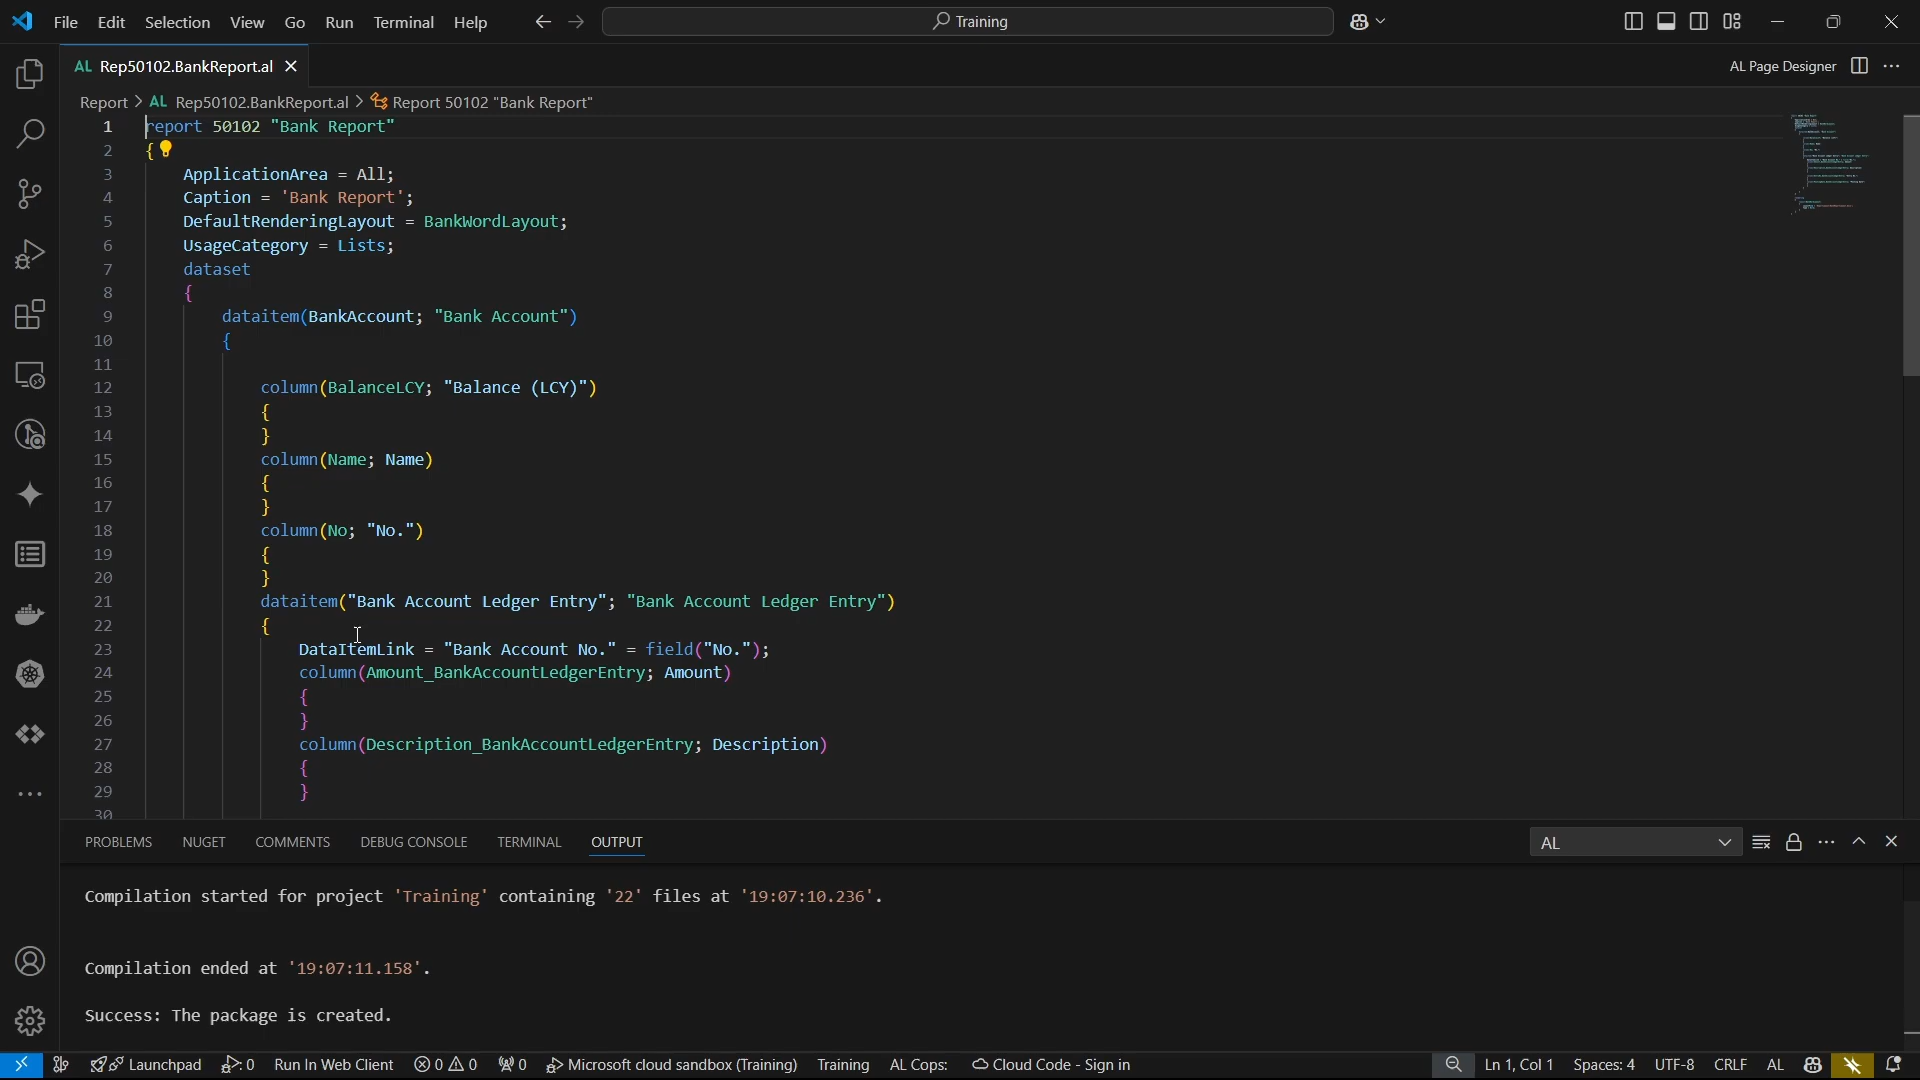 File Edit Selection View Go Run Terminal Help Training
AL Rep50102.BankReport.al AL Page Designer
Report > AL Rep50102.BankReport.al > Report 50102 "Bank Report"
1 report 50102 "Bank Report"
2 {
3 ApplicationArea = All;
4 Caption = 'Bank Report';
5 DefaultRenderingLayout = BankWordLayout;
6 UsageCategory = Lists;
7 dataset
8 {
9 dataitem(BankAccount; "Bank Account")
10 {
11
12 column(BalanceLCY; "Balance (LCY)")
13 {
14 }
15 column(Name; Name)
16 {
17 }
18 column(No; "No.")
19 {
20 }
21 dataitem("Bank Account Ledger Entry"; "Bank Account Ledger Entry")
22 {
23 DataItemLink = "Bank Account No." = field("No.");
24 column(Amount_BankAccountLedgerEntry; Amount)
25 {
26 }
27 column(Description_BankAccountLedgerEntry; Description)
28 {
29 }
30
PROBLEMS NUGET COMMENTS DEBUG CONSOLE TERMINAL OUTPUT AL
Compilation started for project 'Training' containing '22' files at '19:07:10.236'.
Compilation ended at '19:07:11.158'.
Success: The package is created.
Launchpad 0 Run In Web Client 0 0 0 Microsoft cloud sandbox (Training) Training AL Cops: Cloud Code - Sign in Ln 1, Col 1 Spaces: 4 UTF-8 CRLF AL